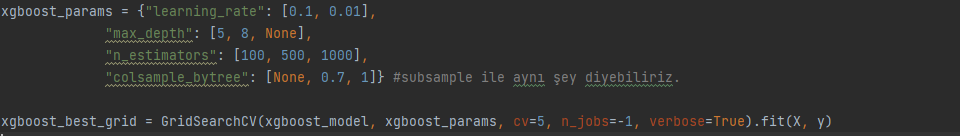 xgboost_params = {"learning_rate": [0.1, 0.01],
"max_depth": [5, 8, None],
"n_estimators": [100, 500, 1000],
"colsample_bytree": [None, 0.7, 1]} #subsample ile aynı şey diyebiliriz.
xgboost_best_grid = GridSearchCV(xgboost_model, xgboost_params, cv=5, n_jobs=-1, verbose=True).fit(X, y)